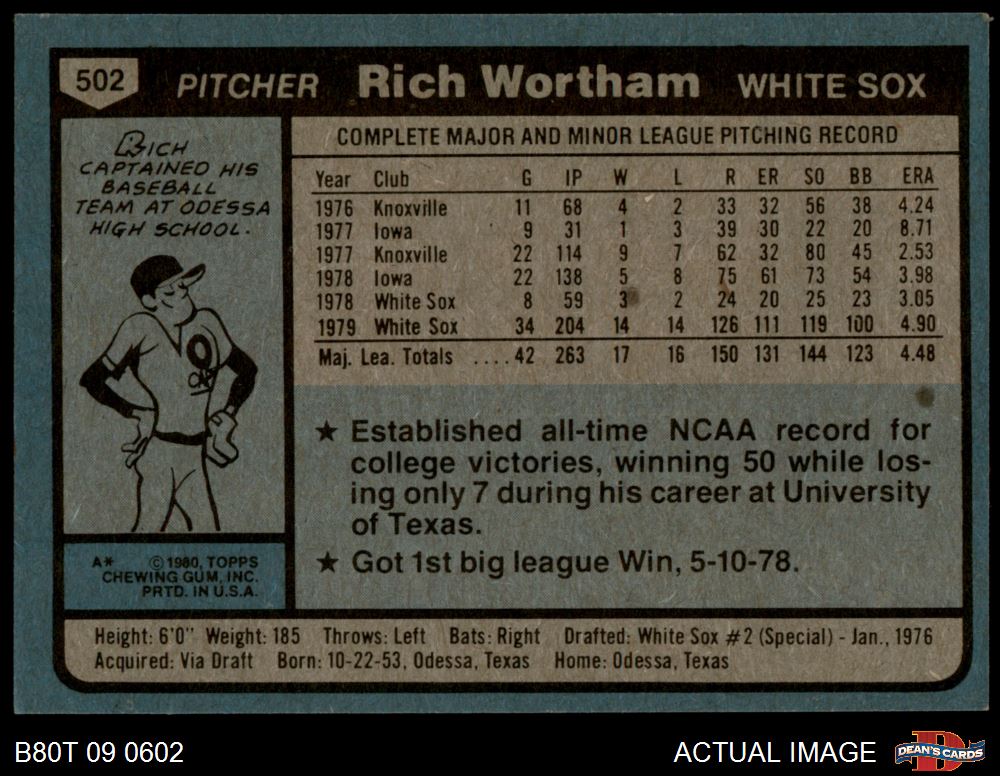 502 PITCHER Rich Wortham WHITE SOX
RICH
CAPTAINED HIS
BASEBALL
TEAM AT ODESSA
HIGH SCHOOL.
A* © 1980, TOPPS
CHEWING GUM, INC.
PRTD. IN U.S.A.
COMPLETE MAJOR AND MINOR LEAGUE PITCHING RECORD
Year Club G IP W L R ER SO BB ERA
1976 Knoxville 11 68 4 2 33 32 56 38 4.24
1977 Iowa 9 31 1 3 39 30 22 20 8.71
1977 Knoxville 22 114 9 7 62 32 80 45 2.53
1978 Iowa 22 138 5 8 75 61 73 54 3.98
1978 White Sox 8 59 3 2 24 20 25 23 3.05
1979 White Sox 34 204 14 14 126 111 119 100 4.90
Maj. Lea. Totals ....42 263 17 16 150 131 144 123 4.48
★ Established all-time NCAA record for
college victories, winning 50 while los-
ing only 7 during his career at University
of Texas.
★ Got 1st big league Win, 5-10-78.
Height: 6'0" Weight: 185 Throws: Left Bats: Right Drafted: White Sox #2 (Special) - Jan., 1976
Acquired: Via Draft Born: 10-22-53, Odessa, Texas Home: Odessa, Texas
B80T 09 0602 ACTUAL IMAGE DEAN'S CARDS